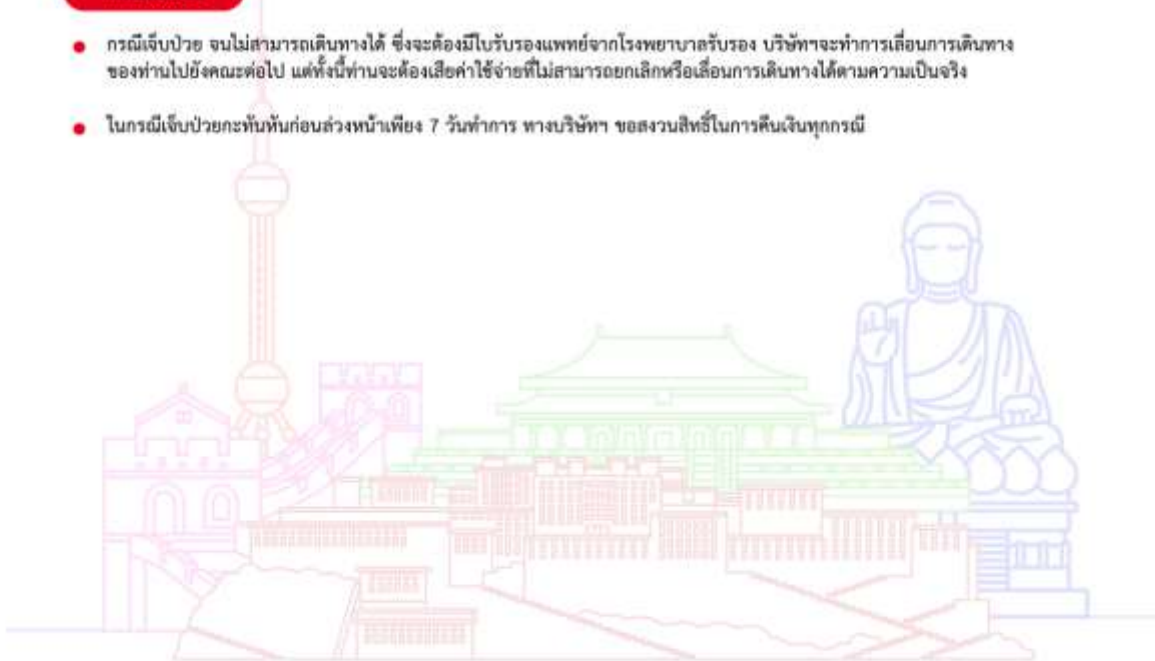 กรณีเจ็บป่วย จนไม่สามารถเดินทางได้ ซึ่งจะต้องมีใบรับรองแพทย์จากโรงพยาบาลรับรอง บริษัทฯจะทำการเลื่อนการเดินทาง
ของท่านไปยังคณะต่อไป แต่ทั้งนี้ท่านจะต้องเสียค่าใช้จ่ายที่ไม่สามารถยกเลิกหรือเลื่อนการเดินทางได้ตามความเป็นจริง
ในกรณีเจ็บป่วยกะทันหันก่อนล่วงหน้าเพียง 7 วันทำการ ทางบริษัทฯ ขอสงวนสิทธิ์ในการคืนเงินทุกกรณี